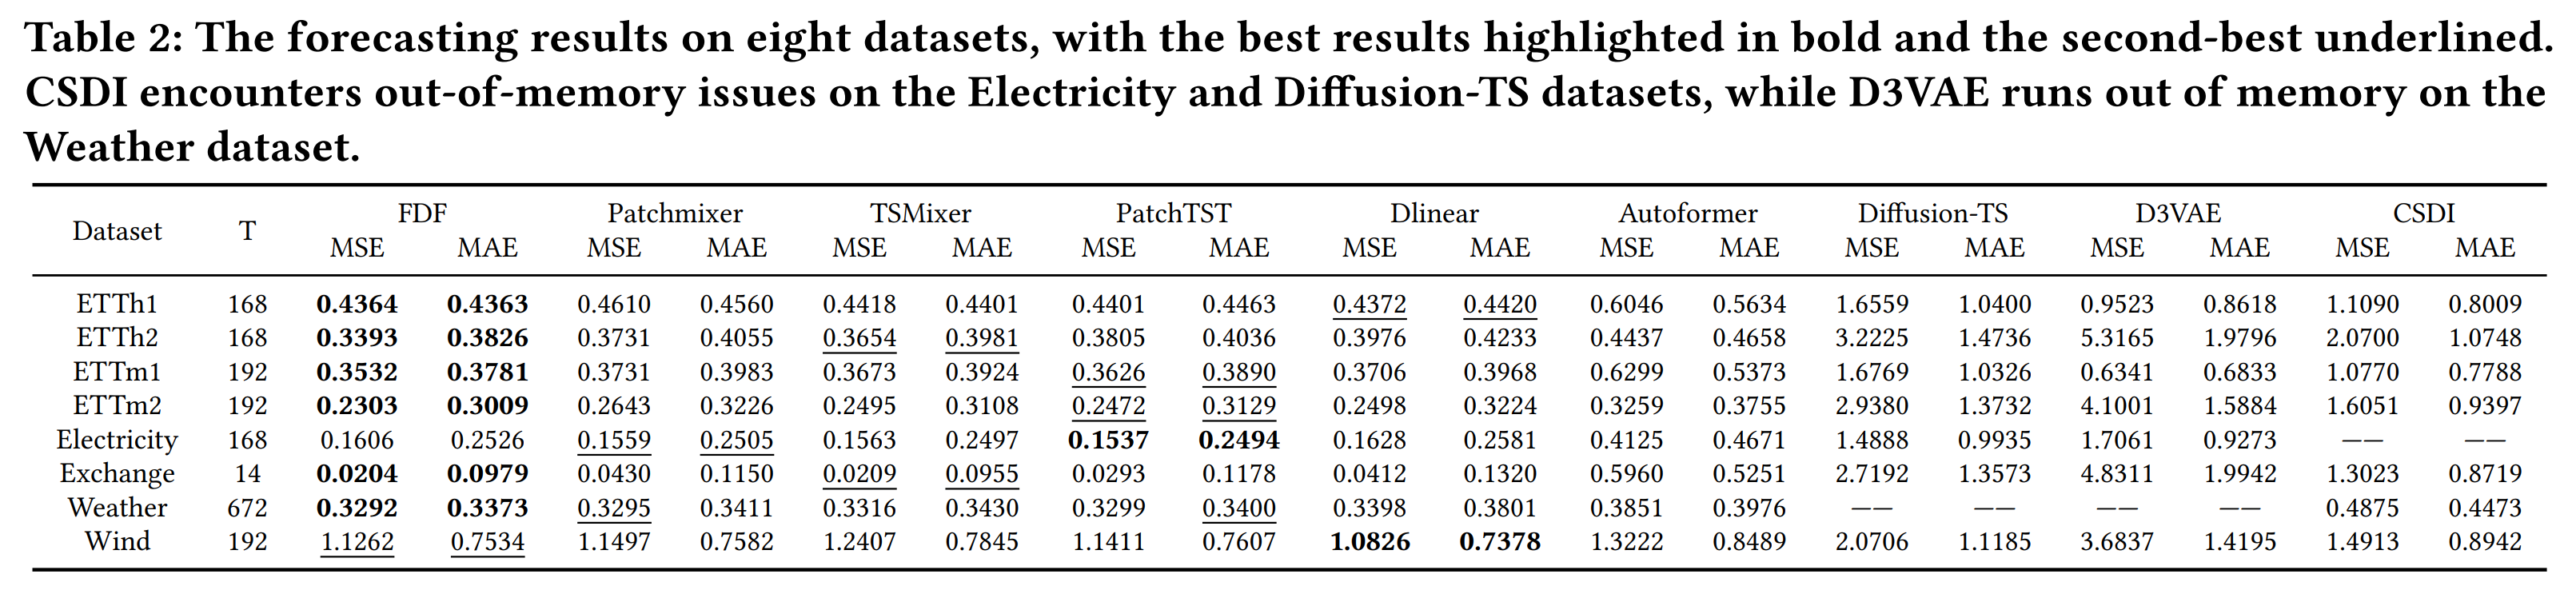 Table 2: The forecasting results on eight datasets, with the best results highlighted in bold and the second-best underlined.
CSDI encounters out-of-memory issues on the Electricity and Diffusion-TS datasets, while D3VAE runs out of memory on the
Weather dataset.
Dataset T FDF Patchmixer TSMixer PatchTST Dlinear Autoformer Diffusion-TS D3VAE CSDI
MSE MAE MSE MAE MSE MAE MSE MAE MSE MAE MSE MAE MSE MAE MSE MAE MSE MAE
ETTh1 168 0.4364 0.4363 0.4610 0.4560 0.4418 0.4401 0.4401 0.4463 0.4372 0.4420 0.6046 0.5634 1.6559 1.0400 0.9523 0.8618 1.1090 0.8009
ETTh2 168 0.3393 0.3826 0.3731 0.4055 0.3654 0.3981 0.3805 0.4036 0.3976 0.4233 0.4437 0.4658 3.2225 1.4736 5.3165 1.9796 2.0700 1.0748
ETTm1 192 0.3532 0.3781 0.3731 0.3983 0.3673 0.3924 0.3626 0.3890 0.3706 0.3968 0.6299 0.5373 1.6769 1.0326 0.6341 0.6833 1.0770 0.7788
ETTm2 192 0.2303 0.3009 0.2643 0.3226 0.2495 0.3108 0.2472 0.3129 0.2498 0.3224 0.3259 0.3755 2.9380 1.3732 4.1001 1.5884 1.6051 0.9397
Electricity 168 0.1606 0.2526 0.1559 0.2505 0.1563 0.2497 0.1537 0.2494 0.1628 0.2581 0.4125 0.4671 1.4888 0.9935 1.7061 0.9273 —— ——
Exchange 14 0.0204 0.0979 0.0430 0.1150 0.0209 0.0955 0.0293 0.1178 0.0412 0.1320 0.5960 0.5251 2.7192 1.3573 4.8311 1.9942 1.3023 0.8719
Weather 672 0.3292 0.3373 0.3295 0.3411 0.3316 0.3430 0.3299 0.3400 0.3398 0.3801 0.3851 0.3976 —— —— —— —— 0.4875 0.4473
Wind 192 1.1262 0.7534 1.1497 0.7582 1.2407 0.7845 1.1411 0.7607 1.0826 0.7378 1.3222 0.8489 2.0706 1.1185 3.6837 1.4195 1.4913 0.8942